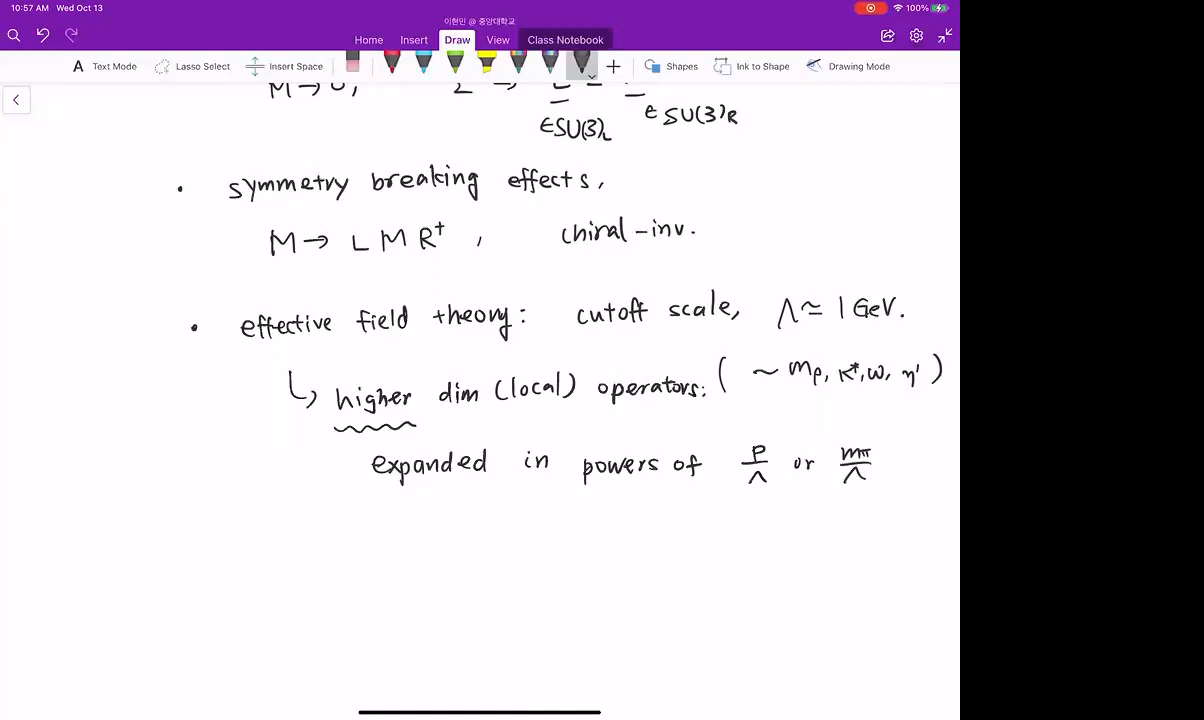 10:57 AM Wed Oct 13
100%
이현민 @ 중앙대학교
Home Insert Draw View Class Notebook
A Text Mode Lasso Select Insert Space Shapes Ink to Shape Drawing Mode
M → 0, Σ →
∈ SU(3)_L ∈ SU(3)_R
• symmetry breaking effects,
M → L M R†, chiral-inv.
• effective field theory: cutoff scale, Λ ≃ 1 GeV.
↳ higher dim (local) operators: ( ~ mρ, K*, ω, η' )
expanded in powers of P/Λ or mπ/Λ